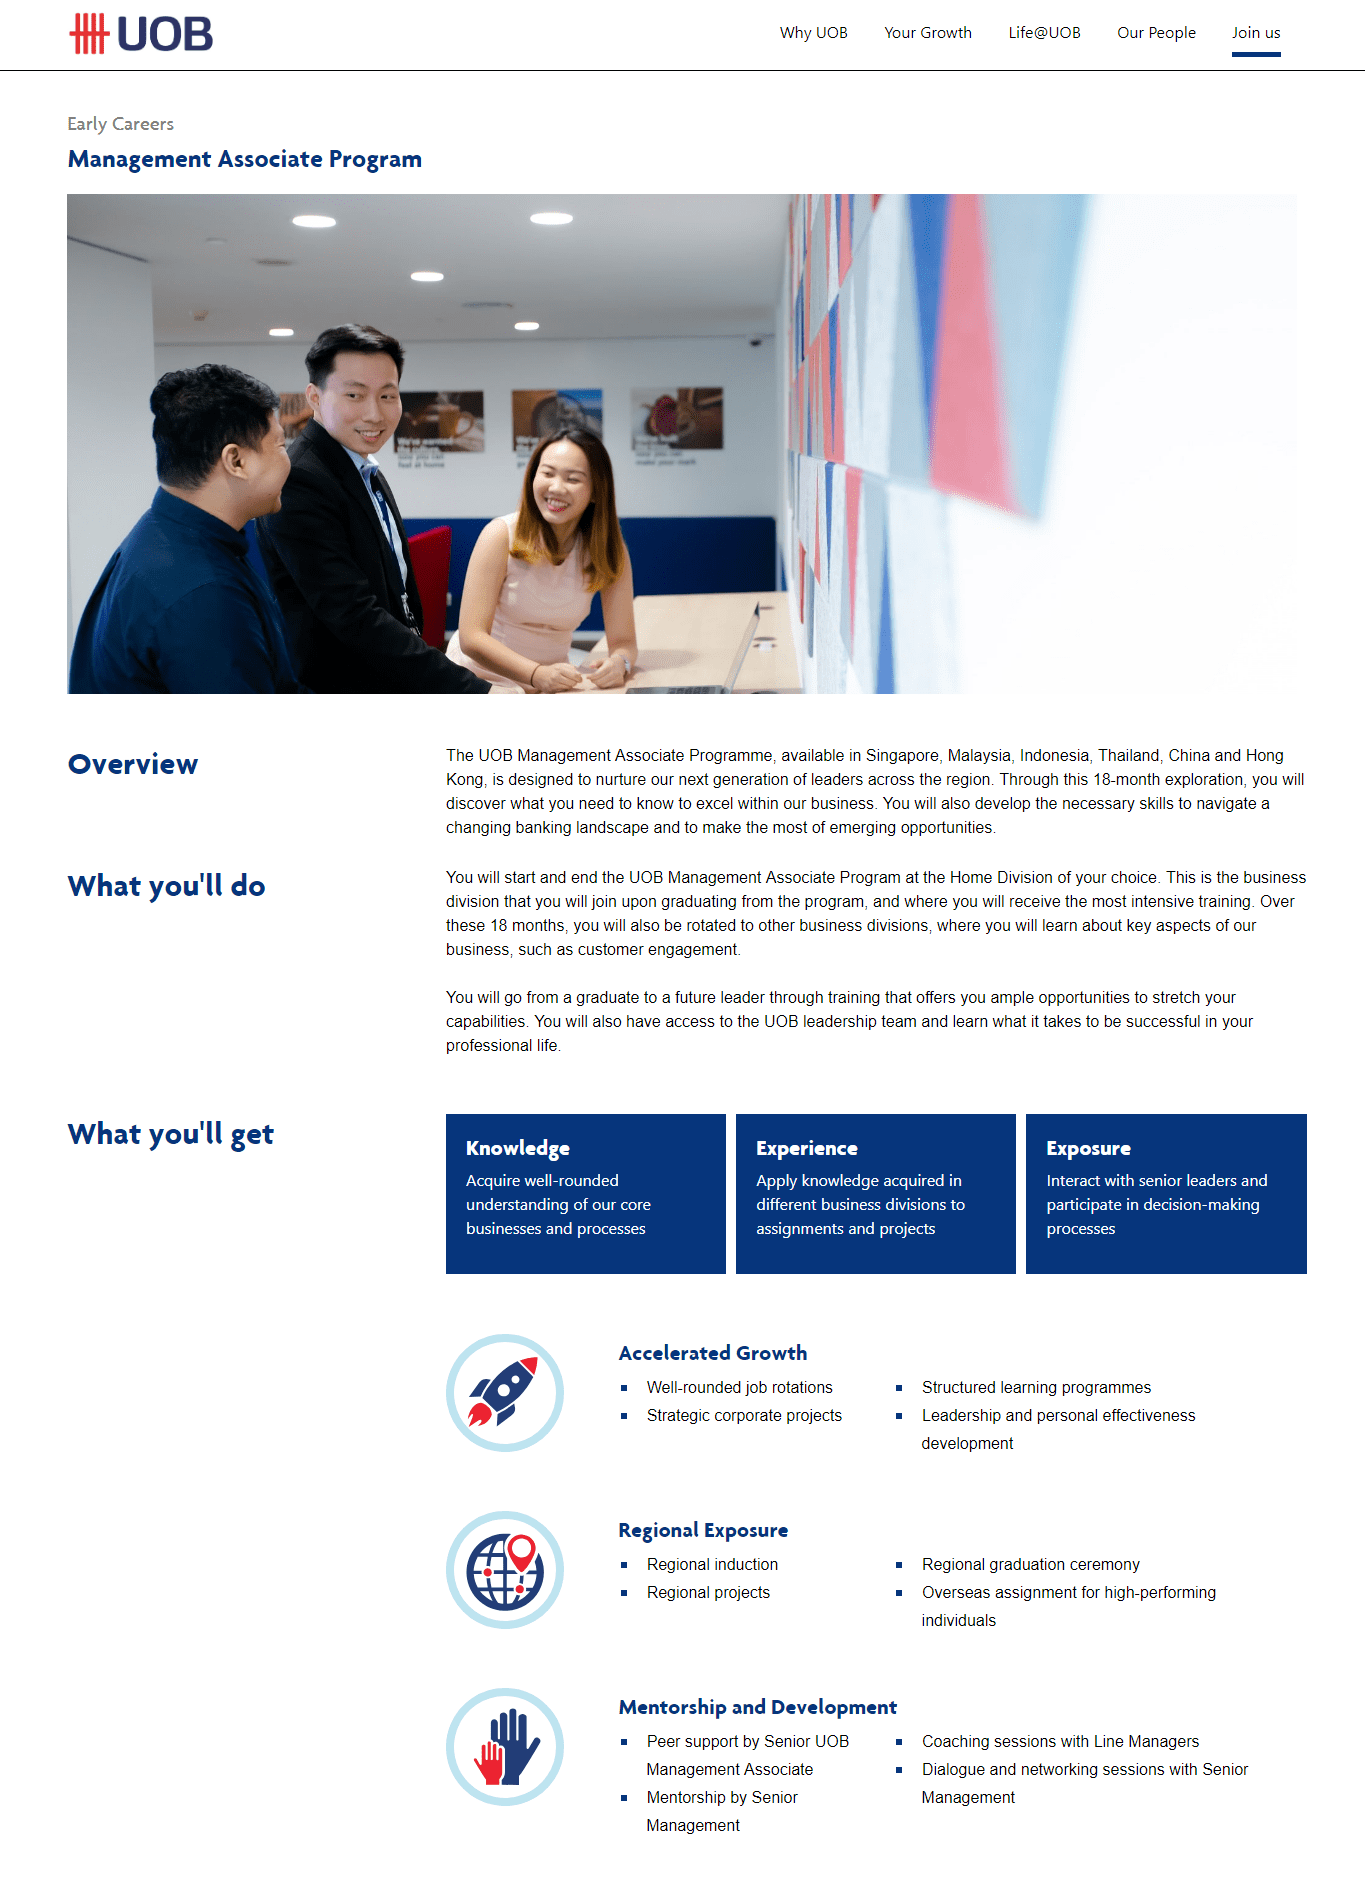 UOB
Why UOB
Your Growth
Life@UOB
Our People
Join us
Early Careers
Management Associate Program
Overview
The UOB Management Associate Programme, available in Singapore, Malaysia, Indonesia, Thailand, China and Hong
Kong, is designed to nurture our next generation of leaders across the region. Through this 18-month exploration, you will
discover what you need to know to excel within our business. You will also develop the necessary skills to navigate a
changing banking landscape and to make the most of emerging opportunities.
What you'll do
You will start and end the UOB Management Associate Program at the Home Division of your choice. This is the business
division that you will join upon graduating from the program, and where you will receive the most intensive training. Over
these 18 months, you will also be rotated to other business divisions, where you will learn about key aspects of our
business, such as customer engagement.
You will go from a graduate to a future leader through training that offers you ample opportunities to stretch your
capabilities. You will also have access to the UOB leadership team and learn what it takes to be successful in your
professional life.
What you'll get
Knowledge
Acquire well-rounded
understanding of our core
businesses and processes
Experience
Apply knowledge acquired in
different business divisions to
assignments and projects
Exposure
Interact with senior leaders and
participate in decision-making
processes
Accelerated Growth
Well-rounded job rotations
Strategic corporate projects
Structured learning programmes
Leadership and personal effectiveness
development
Regional Exposure
Regional induction
Regional projects
Regional graduation ceremony
Overseas assignment for high-performing
individuals
Mentorship and Development
Peer support by Senior UOB
Management Associate
Mentorship by Senior
Management
Coaching sessions with Line Managers
Dialogue and networking sessions with Senior
Management